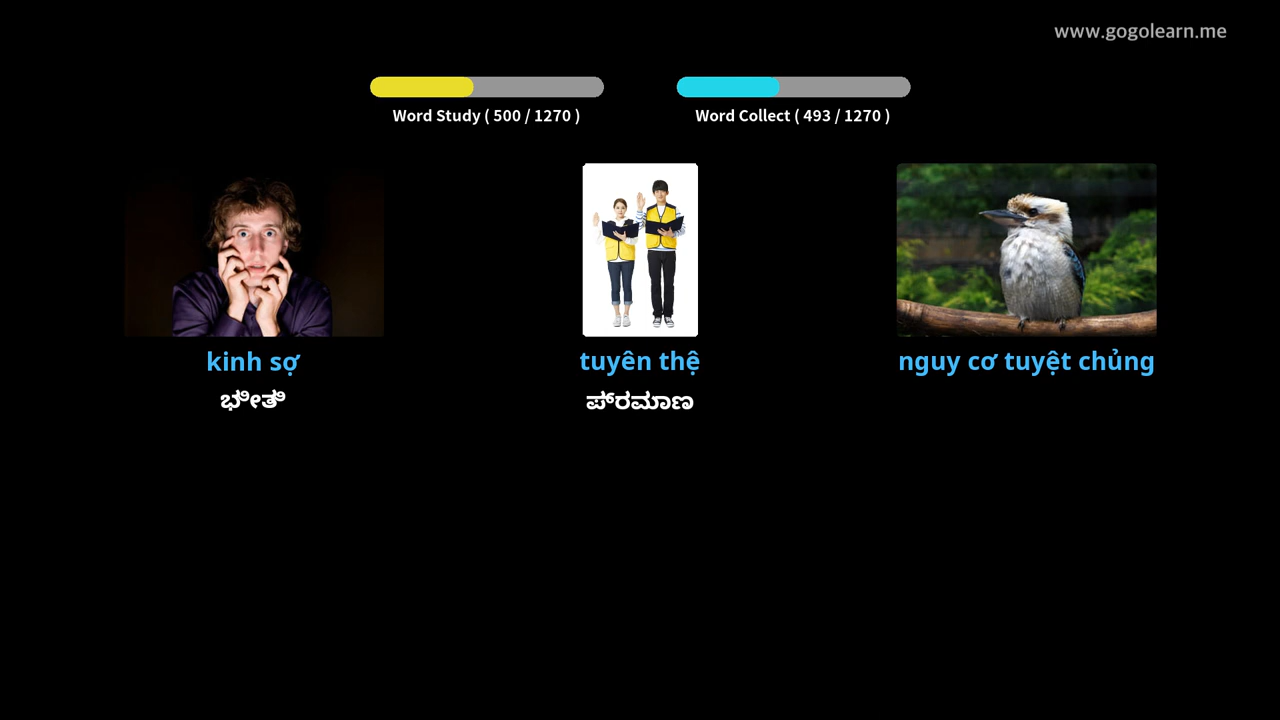 www.gogolearn.me
Word Study ( 500 / 1270 )
Word Collect ( 493 / 1270 )
kinh sợ
tuyên thệ
nguy cơ tuyệt chủng
ಭೀತಿ
ಪ್ರಮಾಣ